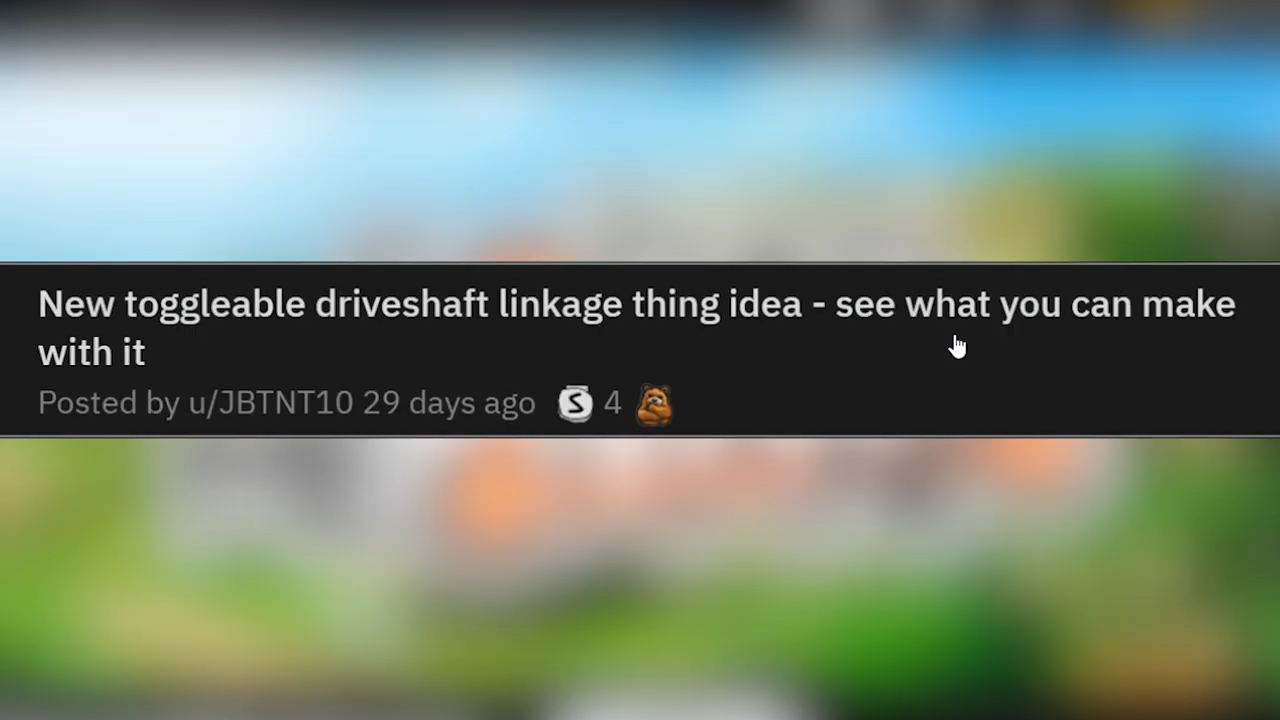 New toggleable driveshaft linkage thing idea - see what you can make
with it
Posted by u/JBTNT10 29 days ago S 4